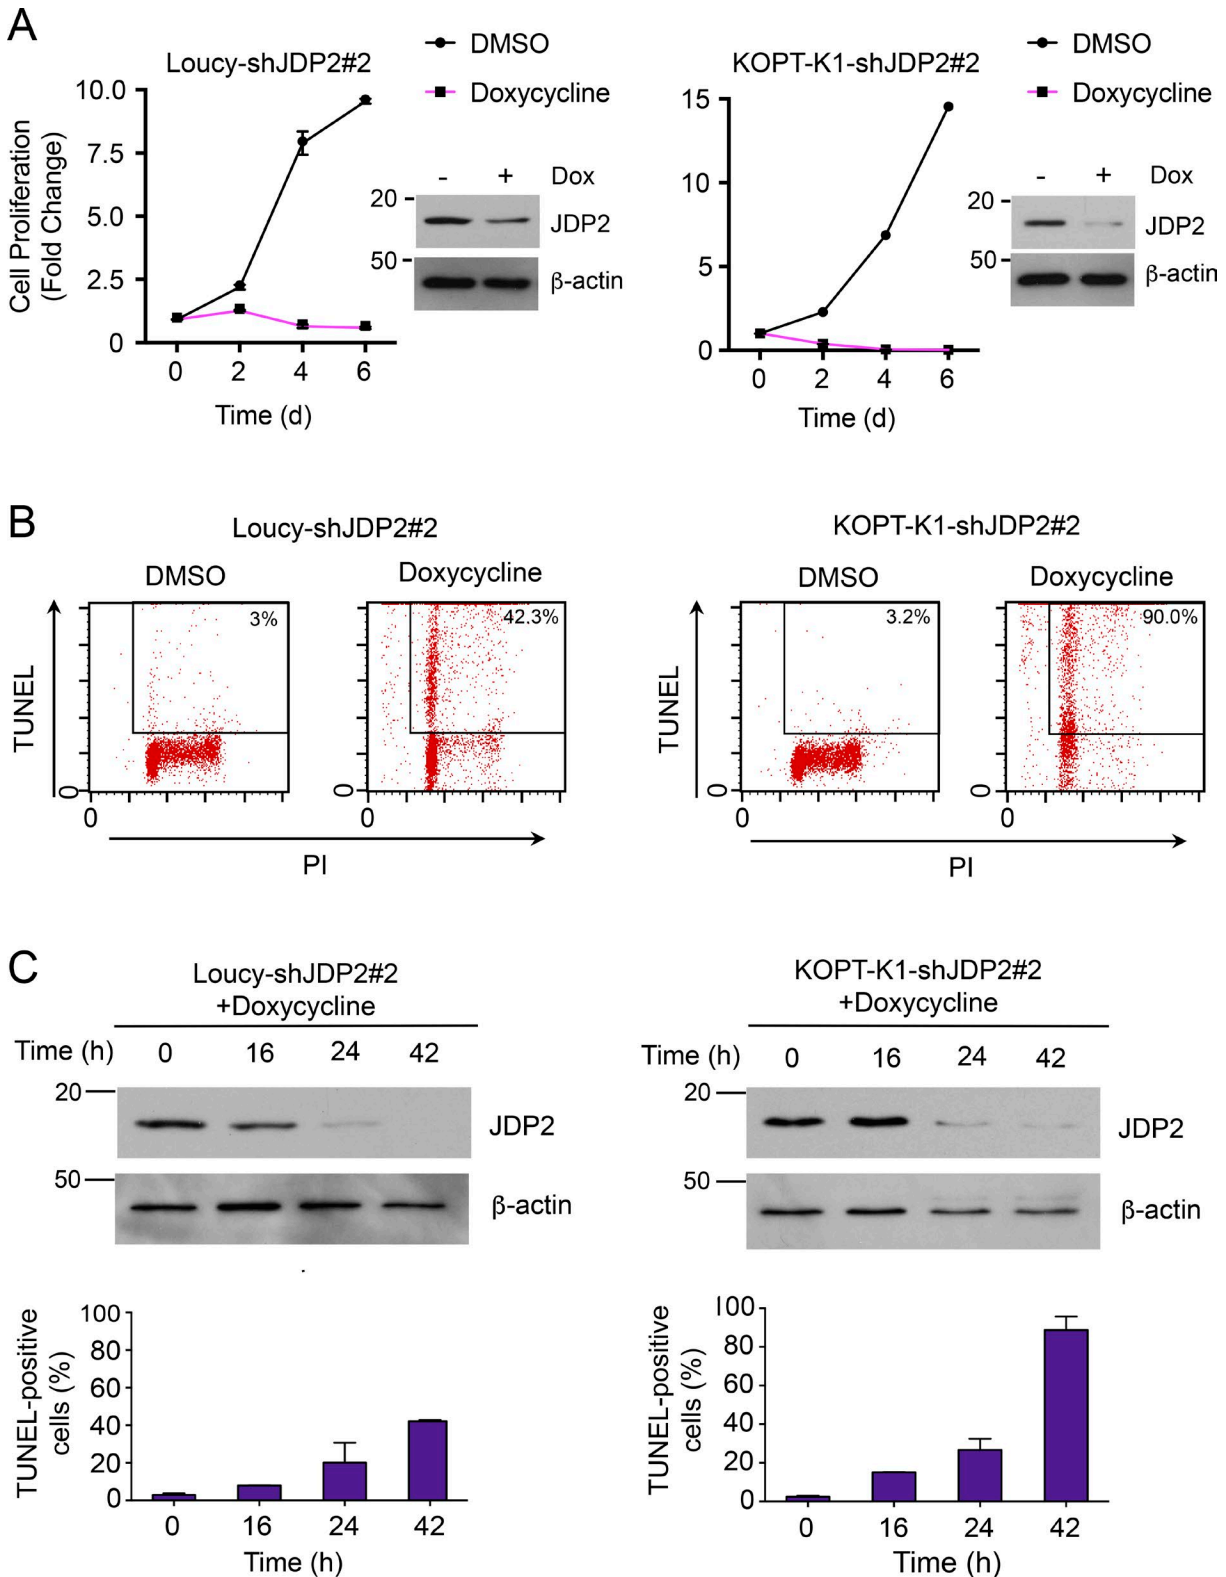 A
Loucy-shJDP2#2
DMSO
Doxycycline
Cell Proliferation
(Fold Change)
10.0
7.5
5.0
2.5
0
0 2 4 6
Time (d)
- + Dox
20
JDP2
50
β-actin
KOPT-K1-shJDP2#2
DMSO
Doxycycline
15
10
5
0
0 2 4 6
Time (d)
- + Dox
20
JDP2
50
β-actin
B
Loucy-shJDP2#2
DMSO
Doxycycline
TUNEL
3%
42.3%
0
0
0
0
PI
KOPT-K1-shJDP2#2
DMSO
Doxycycline
TUNEL
3.2%
90.0%
0
0
0
0
PI
C
Loucy-shJDP2#2
+Doxycycline
Time (h) 0 16 24 42
20
JDP2
50
β-actin
TUNEL-positive
cells (%)
100
80
60
40
20
0
0 16 24 42
Time (h)
KOPT-K1-shJDP2#2
+Doxycycline
Time (h) 0 16 24 42
20
JDP2
50
β-actin
TUNEL-positive
cells (%)
100
80
60
40
20
0
0 16 24 42
Time (h)